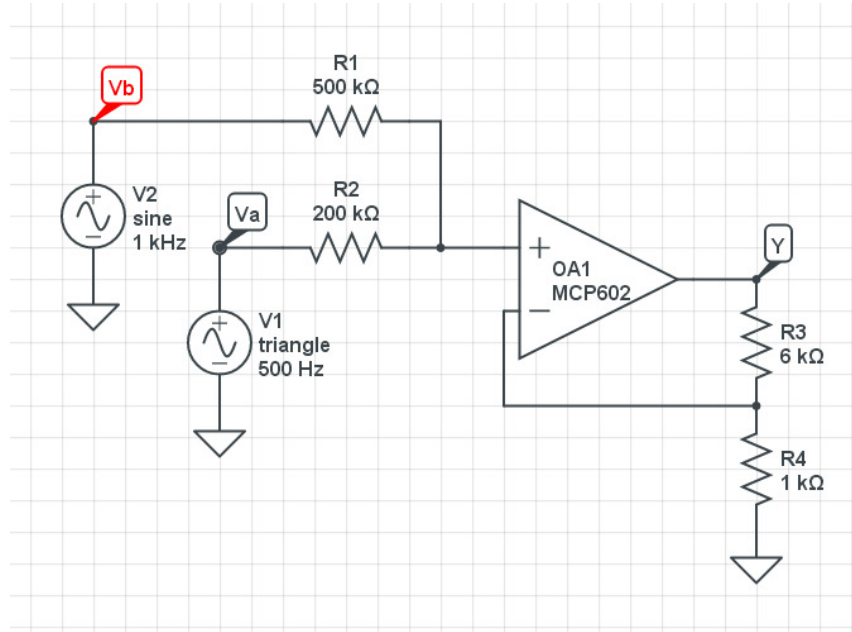 Vb
R1
500 kΩ
V2
sine
1 kHz
+
−
Va
R2
200 kΩ
V1
triangle
500 Hz
+
−
+
−
OA1
MCP602
Y
R3
6 kΩ
R4
1 kΩ